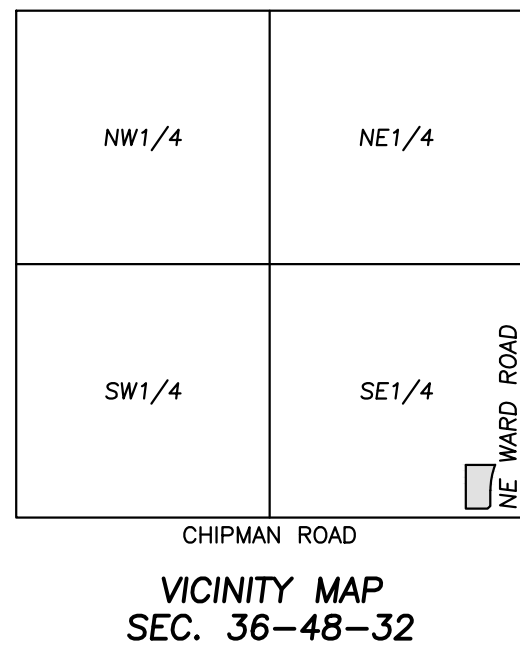 NW1/4
NE1/4
SW1/4
SE1/4
NE WARD ROAD
CHIPMAN ROAD
VICINITY MAP
SEC. 36-48-32